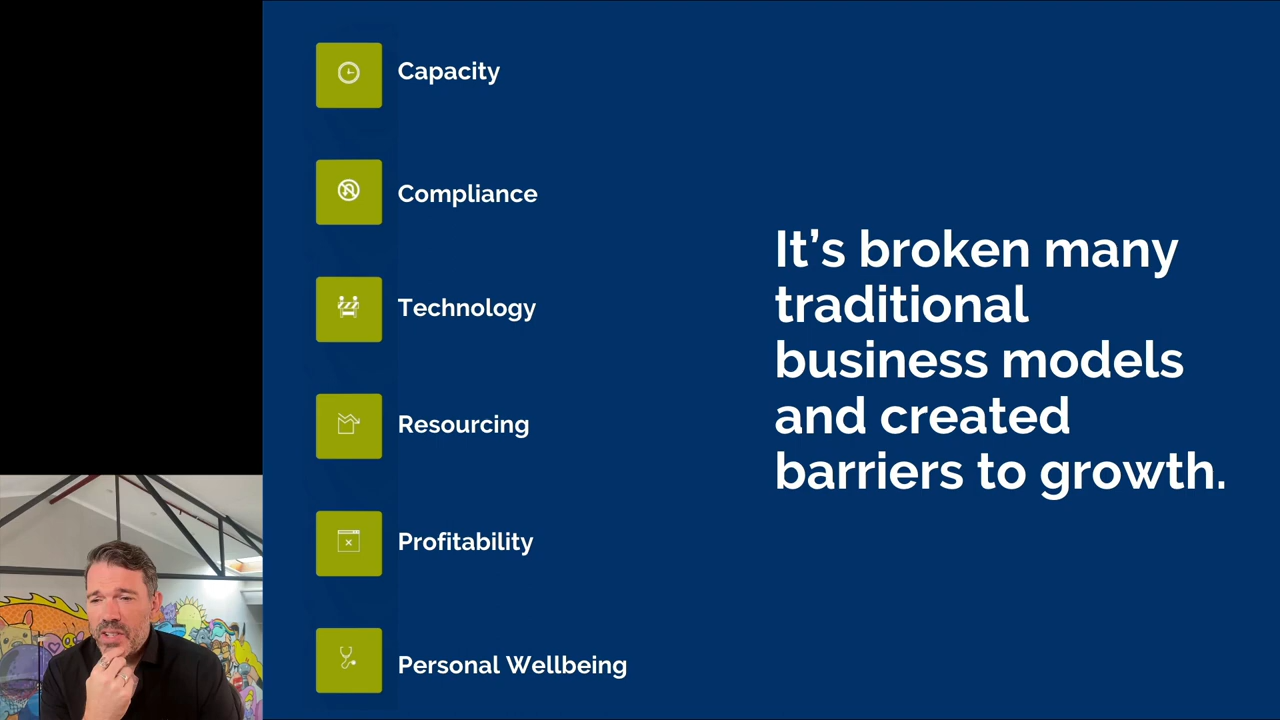 Capacity
Compliance
Technology
Resourcing
Profitability
Personal Wellbeing
It’s broken many
traditional
business models
and created
barriers to growth.